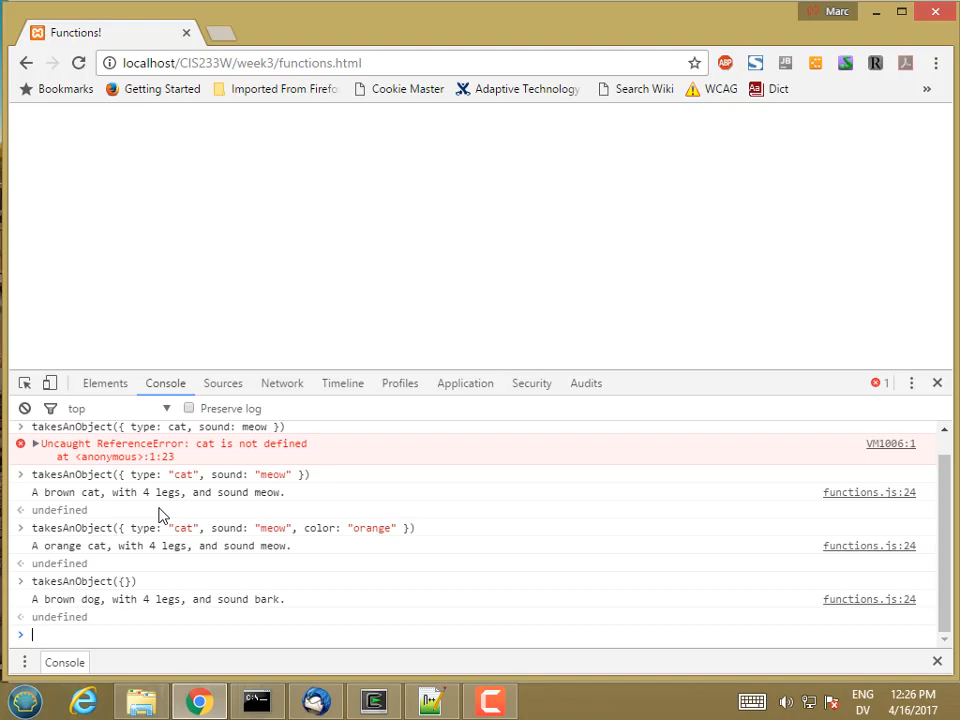 Marc
Functions!
localhost/CIS233W/week3/functions.html
ABP
JB
R
Bookmarks
Getting Started
Imported From Firefo
Cookie Master
Adaptive Technology
Search Wiki
WCAG
Aa
Dict
»
Elements
Console
Sources
Network
Timeline
Profiles
Application
Security
Audits
1
top
Preserve log
> takesAnObject({ type: cat, sound: meow })
Uncaught ReferenceError: cat is not defined
VM1006:1
at <anonymous>:1:23
> takesAnObject({ type: "cat", sound: "meow" })
A brown cat, with 4 legs, and sound meow.
functions.js:24
undefined
> takesAnObject({ type: "cat", sound: "meow", color: "orange" })
A orange cat, with 4 legs, and sound meow.
functions.js:24
undefined
> takesAnObject({})
A brown dog, with 4 legs, and sound bark.
functions.js:24
undefined
>
Console
N++
C
ENG
12:26 PM
DV
4/16/2017